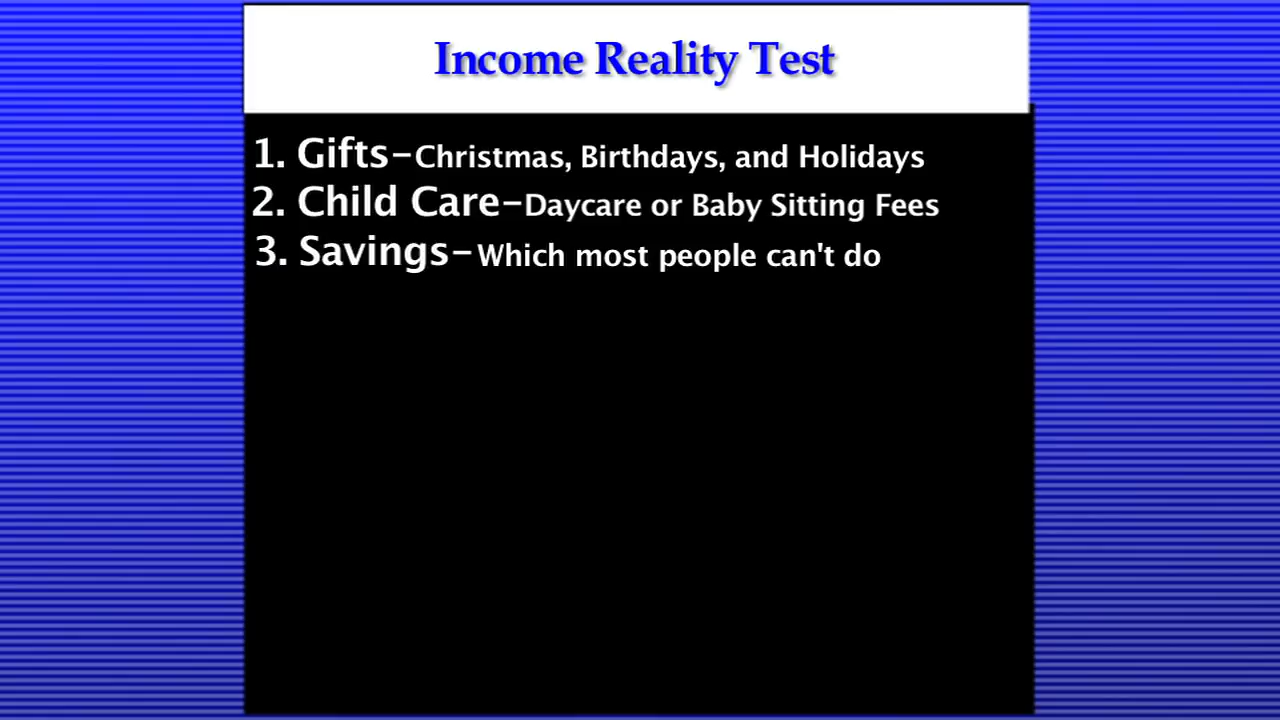 Income Reality Test
1. Gifts-Christmas, Birthdays, and Holidays
2. Child Care-Daycare or Baby Sitting Fees
3. Savings-Which most people can't do